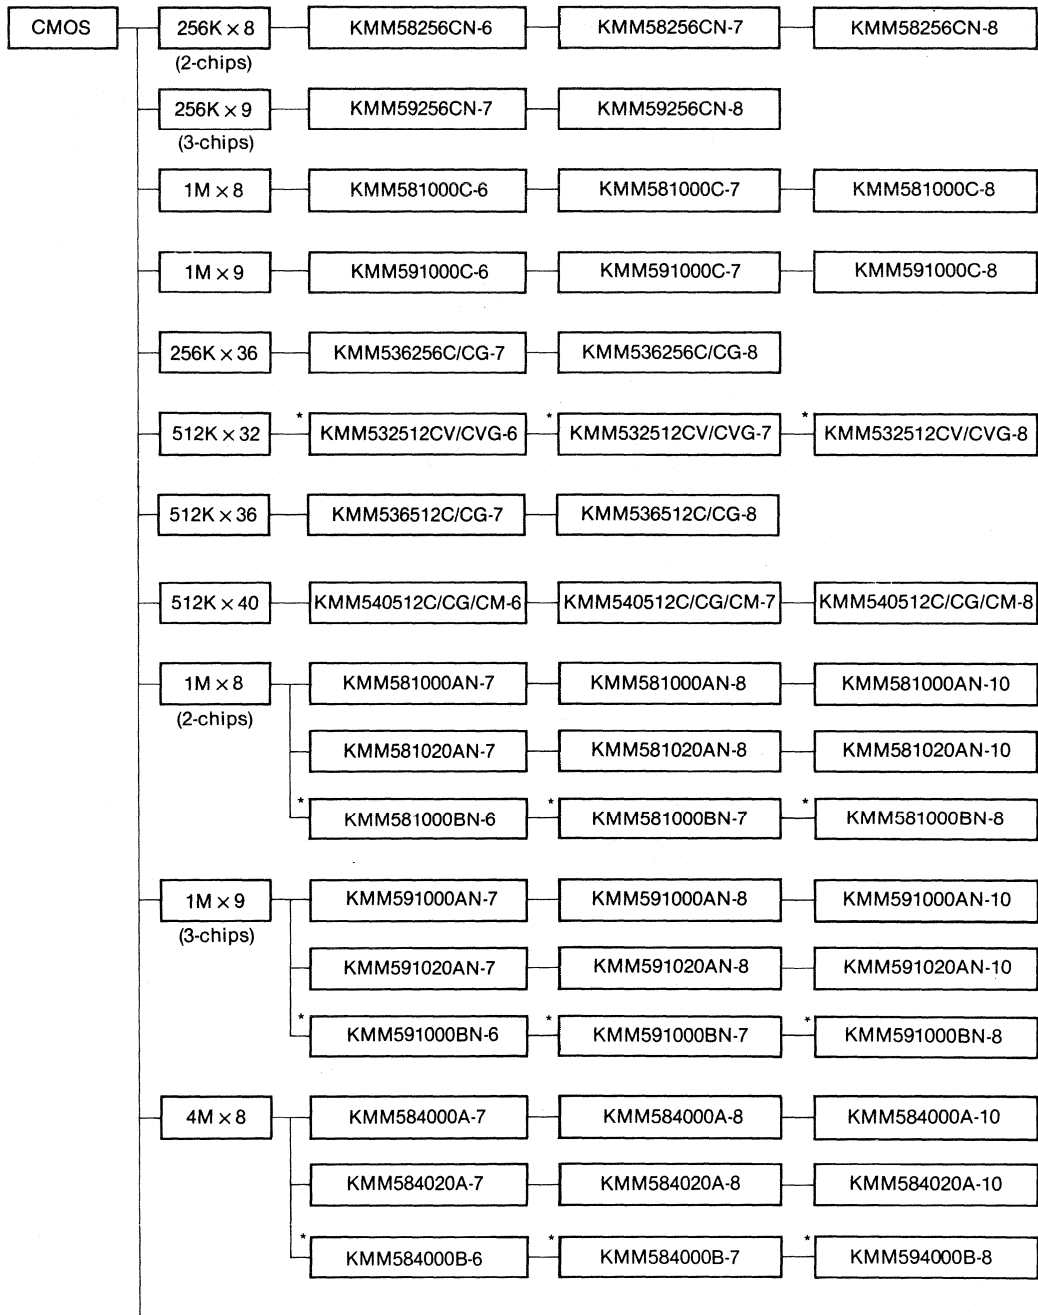 CMOS
256K × 8
KMM58256CN-6
KMM58256CN-7
KMM58256CN-8
(2-chips)
256K × 9
KMM59256CN-7
KMM59256CN-8
(3-chips)
1M × 8
KMM581000C-6
KMM581000C-7
KMM581000C-8
1M × 9
KMM591000C-6
KMM591000C-7
KMM591000C-8
256K × 36
KMM536256C/CG-7
KMM536256C/CG-8
512K × 32
* KMM532512CV/CVG-6
* KMM532512CV/CVG-7
* KMM532512CV/CVG-8
512K × 36
KMM536512C/CG-7
KMM536512C/CG-8
512K × 40
KMM540512C/CG/CM-6
KMM540512C/CG/CM-7
KMM540512C/CG/CM-8
1M × 8
KMM581000AN-7
KMM581000AN-8
KMM581000AN-10
(2-chips)
KMM581020AN-7
KMM581020AN-8
KMM581020AN-10
* KMM581000BN-6
* KMM581000BN-7
* KMM581000BN-8
1M × 9
KMM591000AN-7
KMM591000AN-8
KMM591000AN-10
(3-chips)
KMM591020AN-7
KMM591020AN-8
KMM591020AN-10
* KMM591000BN-6
* KMM591000BN-7
* KMM591000BN-8
4M × 8
KMM584000A-7
KMM584000A-8
KMM584000A-10
KMM584020A-7
KMM584020A-8
KMM584020A-10
* KMM584000B-6
* KMM584000B-7
* KMM594000B-8